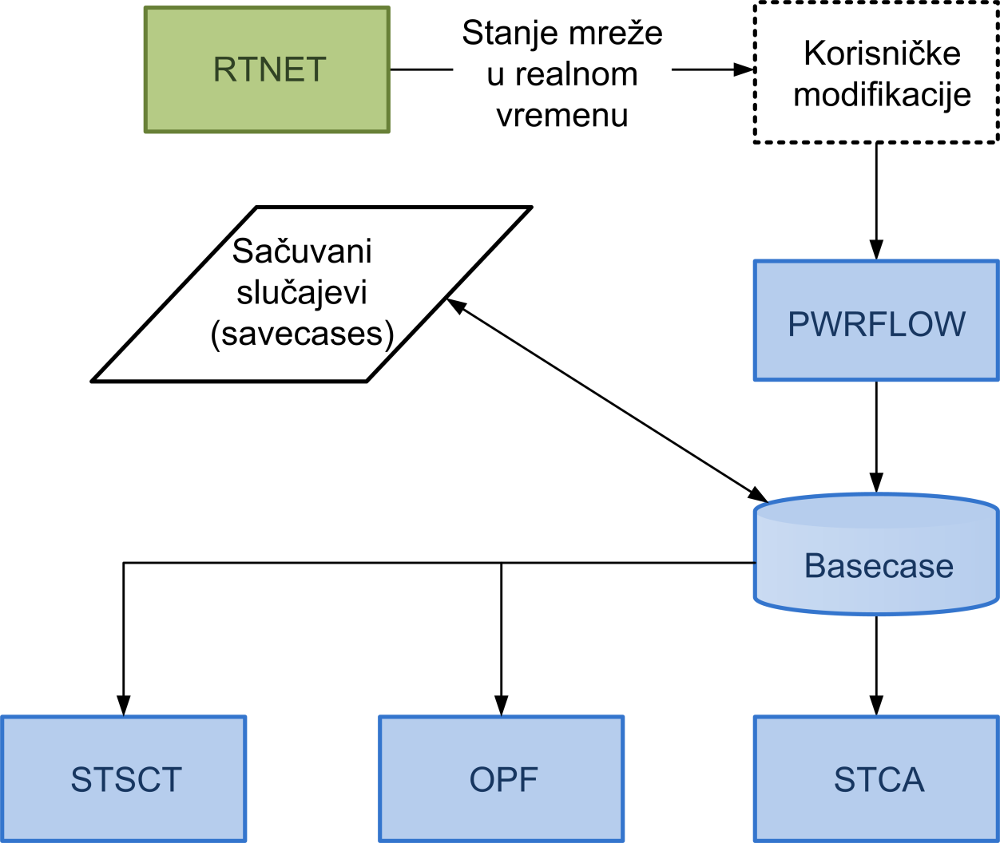 RTNET
Stanje mreže
u realnom
vremenu
Korisničke
modifikacije
Sačuvani
slučajevi
(savecases)
PWRFLOW
Basecase
STSCT
OPF
STCA